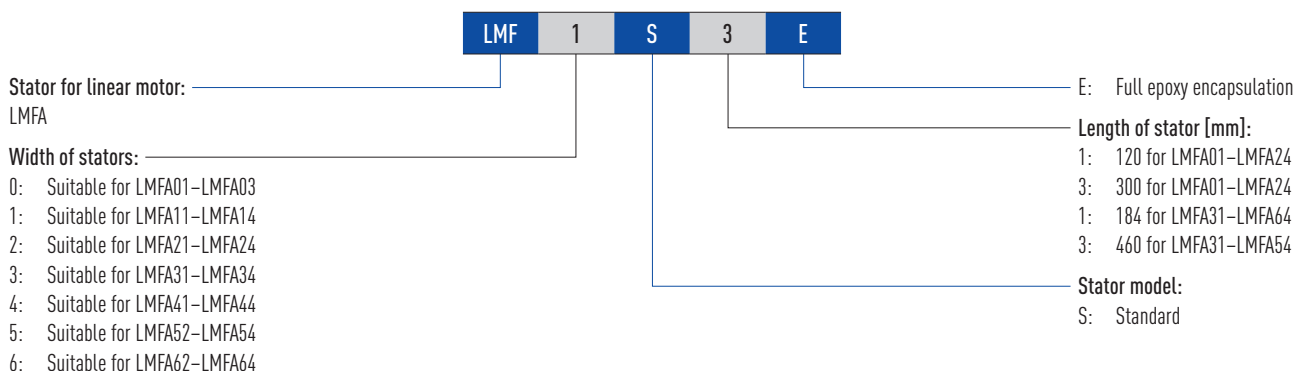 LMF 1 S 3 E
Stator for linear motor:
LMFA
Width of stators:
0: Suitable for LMFA01–LMFA03
1: Suitable for LMFA11–LMFA14
2: Suitable for LMFA21–LMFA24
3: Suitable for LMFA31–LMFA34
4: Suitable for LMFA41–LMFA44
5: Suitable for LMFA52–LMFA54
6: Suitable for LMFA62–LMFA64
E: Full epoxy encapsulation
Length of stator [mm]:
1: 120 for LMFA01–LMFA24
3: 300 for LMFA01–LMFA24
1: 184 for LMFA31–LMFA64
3: 460 for LMFA31–LMFA54
Stator model:
S: Standard